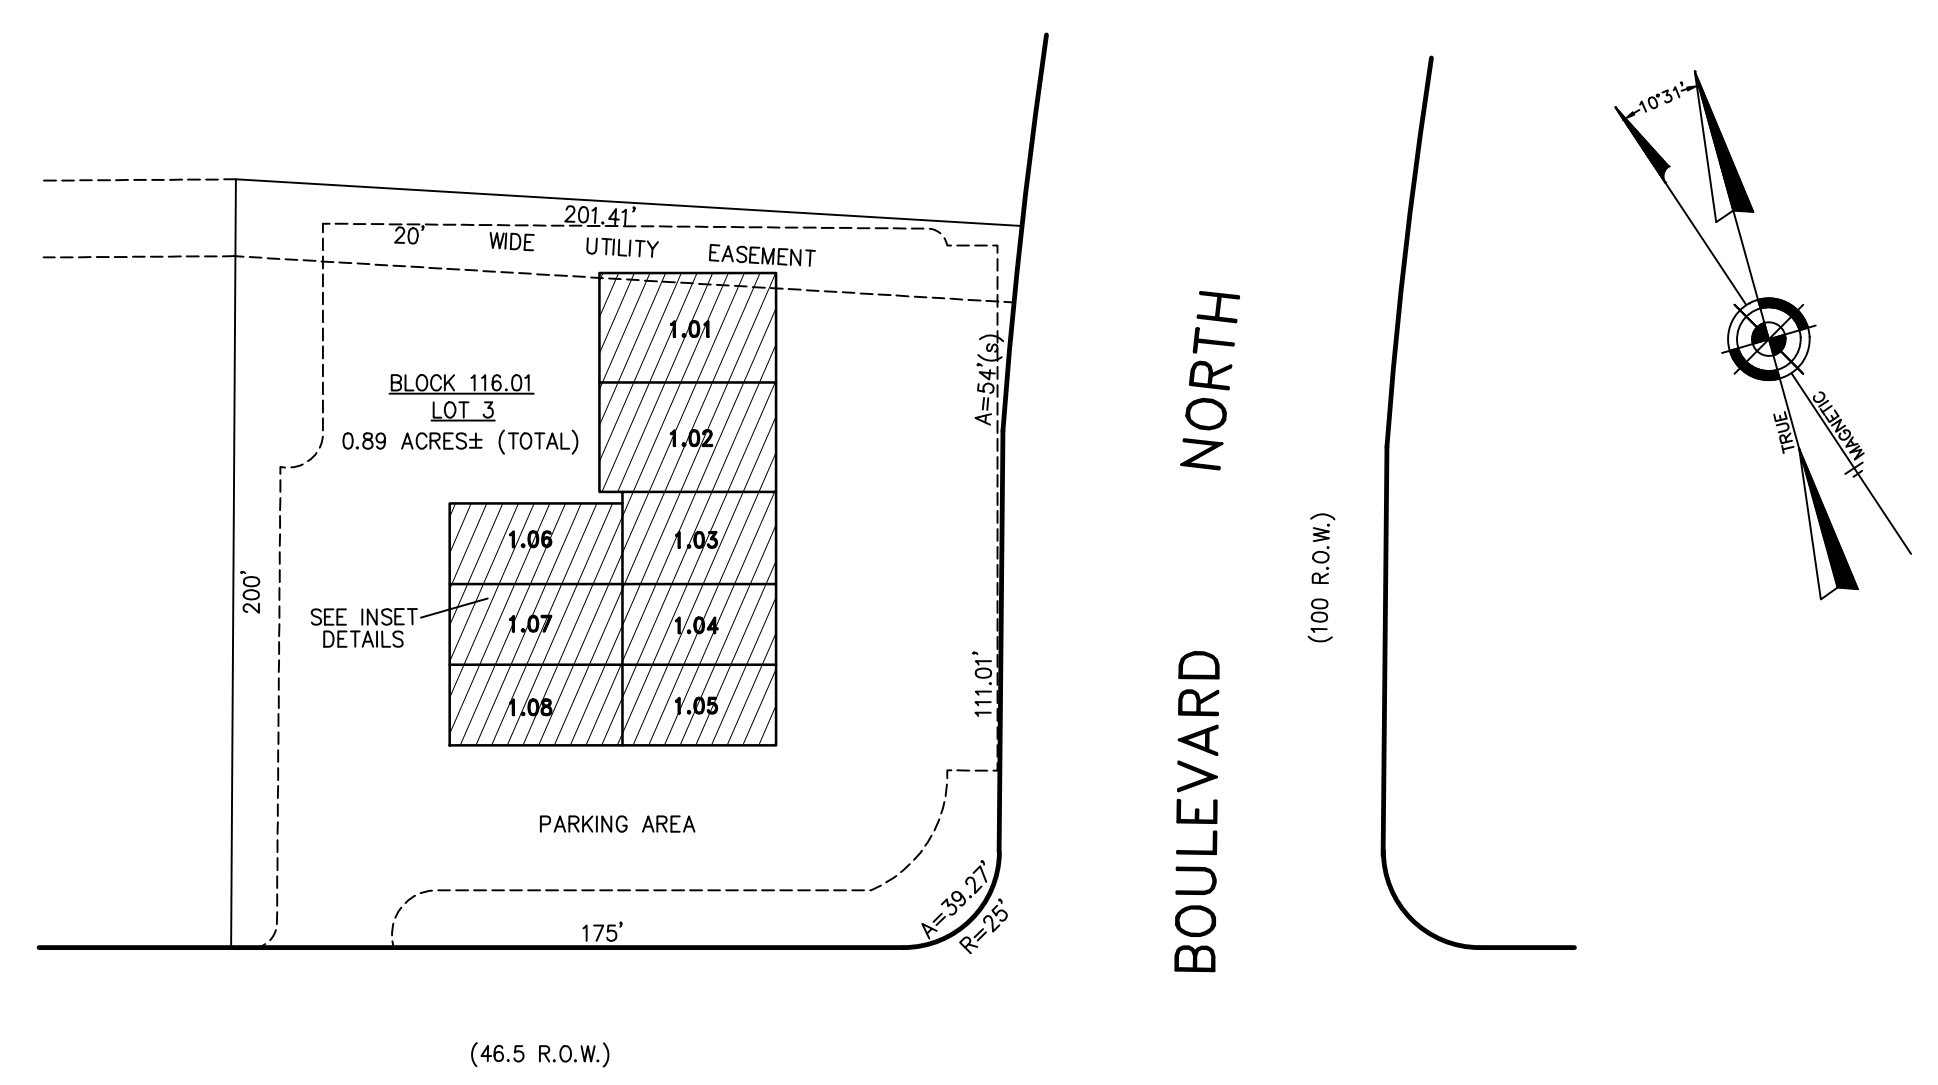 10°31'
201.41'
20' WIDE UTILITY EASEMENT
1.01
BLOCK 116.01
LOT 3
0.89 ACRES± (TOTAL)
1.02
A=54'(s)
BOULEVARD NORTH
TRUE
MAGNETIC
1.06
1.03
(100 R.O.W.)
200'
SEE INSET
DETAILS
1.07
1.04
111.01'
1.08
1.05
PARKING AREA
A=39.27'
R=25'
175'
(46.5 R.O.W.)